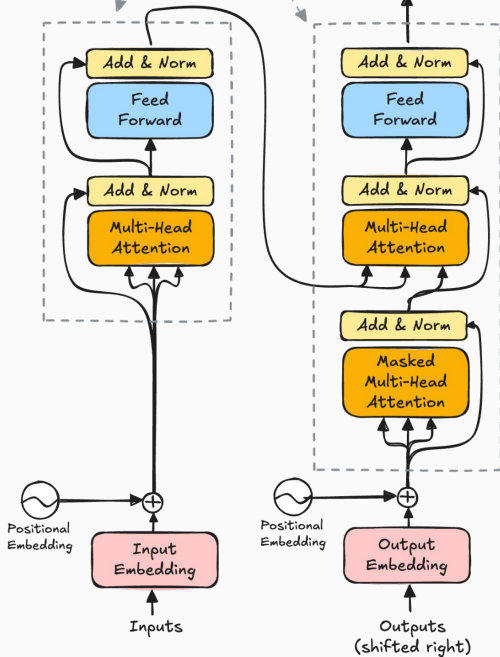 Add & Norm
Feed
Forward
Add & Norm
Multi-Head
Attention
Positional
Embedding
Input
Embedding
Inputs
Add & Norm
Feed
Forward
Add & Norm
Multi-Head
Attention
Add & Norm
Masked
Multi-Head
Attention
Positional
Embedding
Output
Embedding
Outputs
(shifted right)